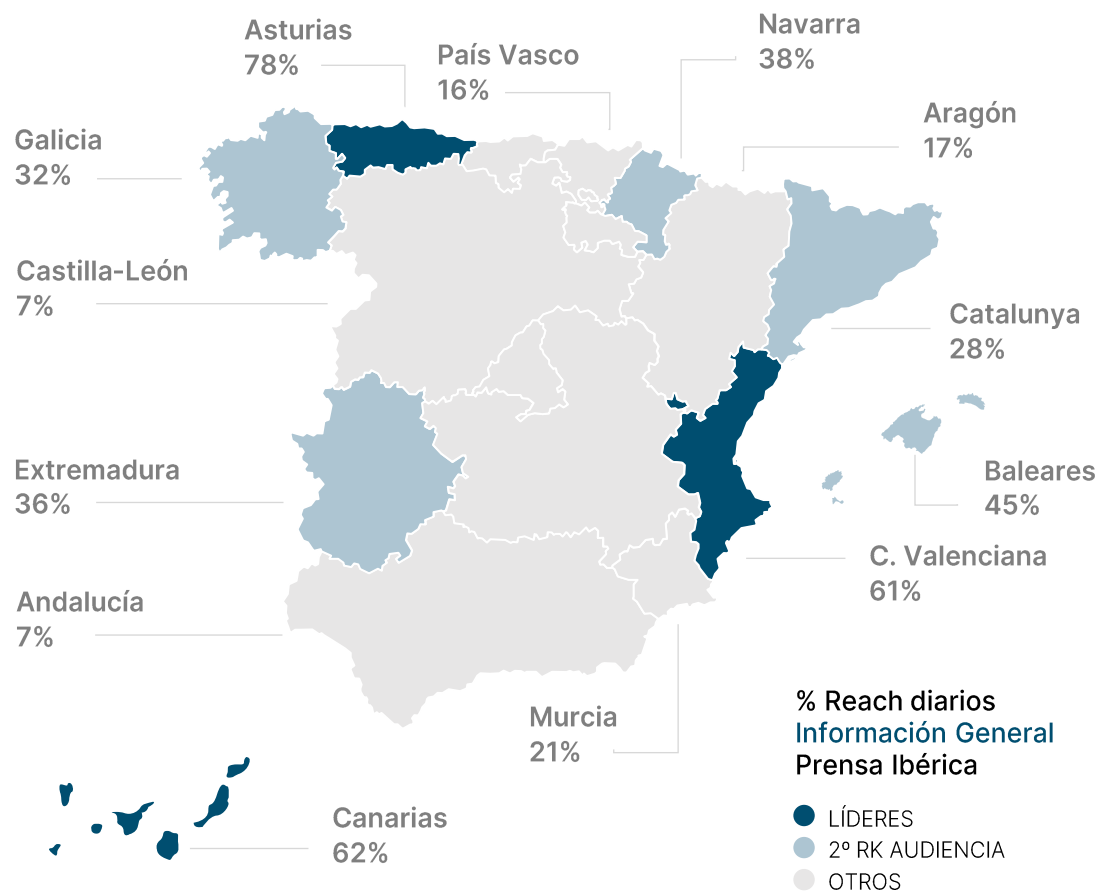 Asturias
78%
País Vasco
16%
Navarra
38%
Aragón
17%
Galicia
32%
Castilla-León
7%
Catalunya
28%
Extremadura
36%
Baleares
45%
C. Valenciana
61%
Andalucía
7%
Murcia
21%
Canarias
62%
% Reach diarios
Información General
Prensa Ibérica
LÍDERES
2º RK AUDIENCIA
OTROS